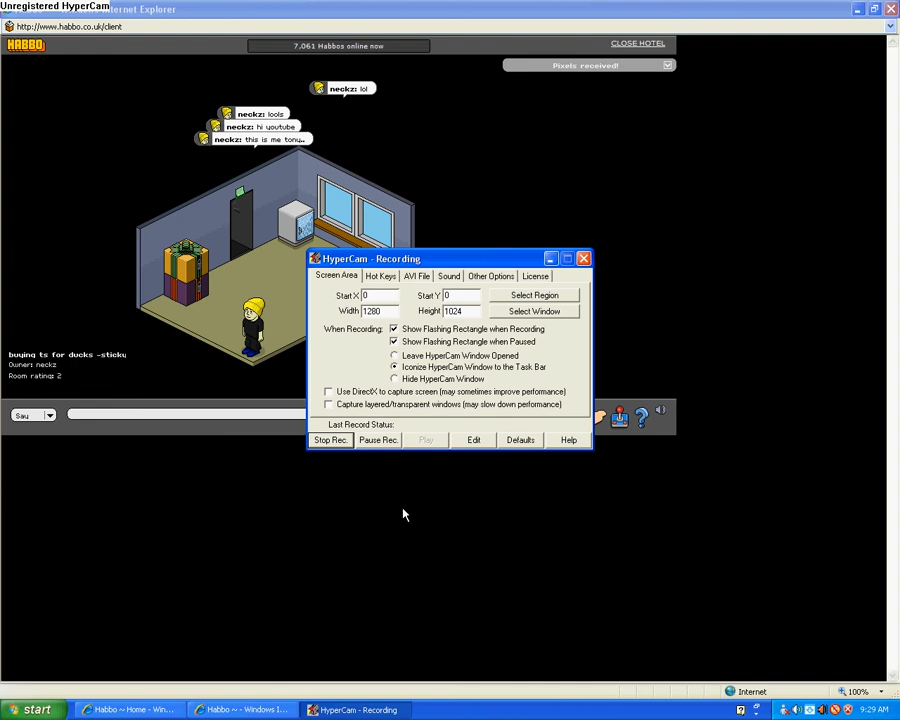 Unregistered HyperCam
ternet Explorer
http://www.habbo.co.uk/client
HABBO
7,061 Habbos online now
CLOSE HOTEL
Pixels received!
neckz: lol
neckz: lools
neckz: hi youtube
neckz: this is me tony..
HyperCam - Recording
Screen Area Hot Keys AVI File Sound Other Options License
Start X 0 Start Y 0 Select Region
Width 1280 Height 1024 Select Window
When Recording: Show Flashing Rectangle when Recording
Show Flashing Rectangle when Paused
Leave HyperCam Window Opened
Iconize HyperCam Window to the Task Bar
Hide HyperCam Window
Use DirectX to capture screen (may sometimes improve performance)
Capture layered/transparent windows (may slow down performance)
Last Record Status:
Stop Rec. Pause Rec. Play Edit Defaults Help
buying ts for ducks -sticky
Owner: neckz
Room rating: 2
Say
Internet 100%
start Habbo ~ Home - Win... Habbo ~ - Windows I... HyperCam - Recording 9:29 AM